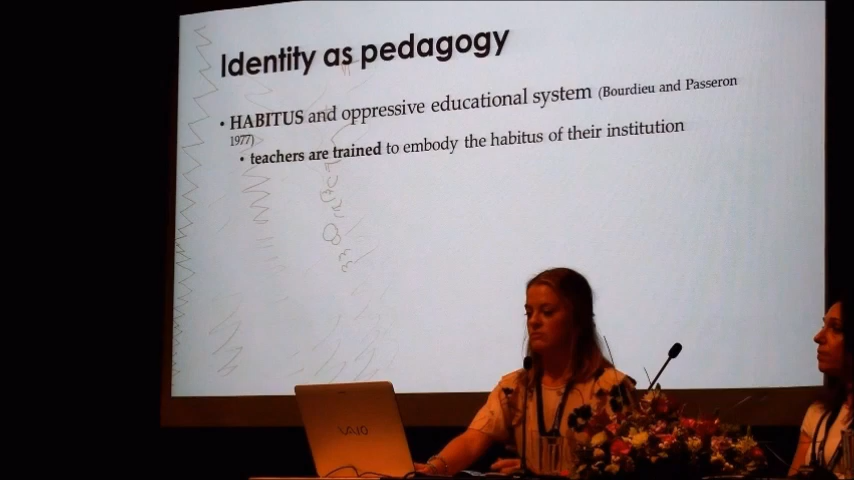 Identity as pedagogy
• HABITUS and oppressive educational system (Bourdieu and Passeron
1977)
• teachers are trained to embody the habitus of their institution
VAIO